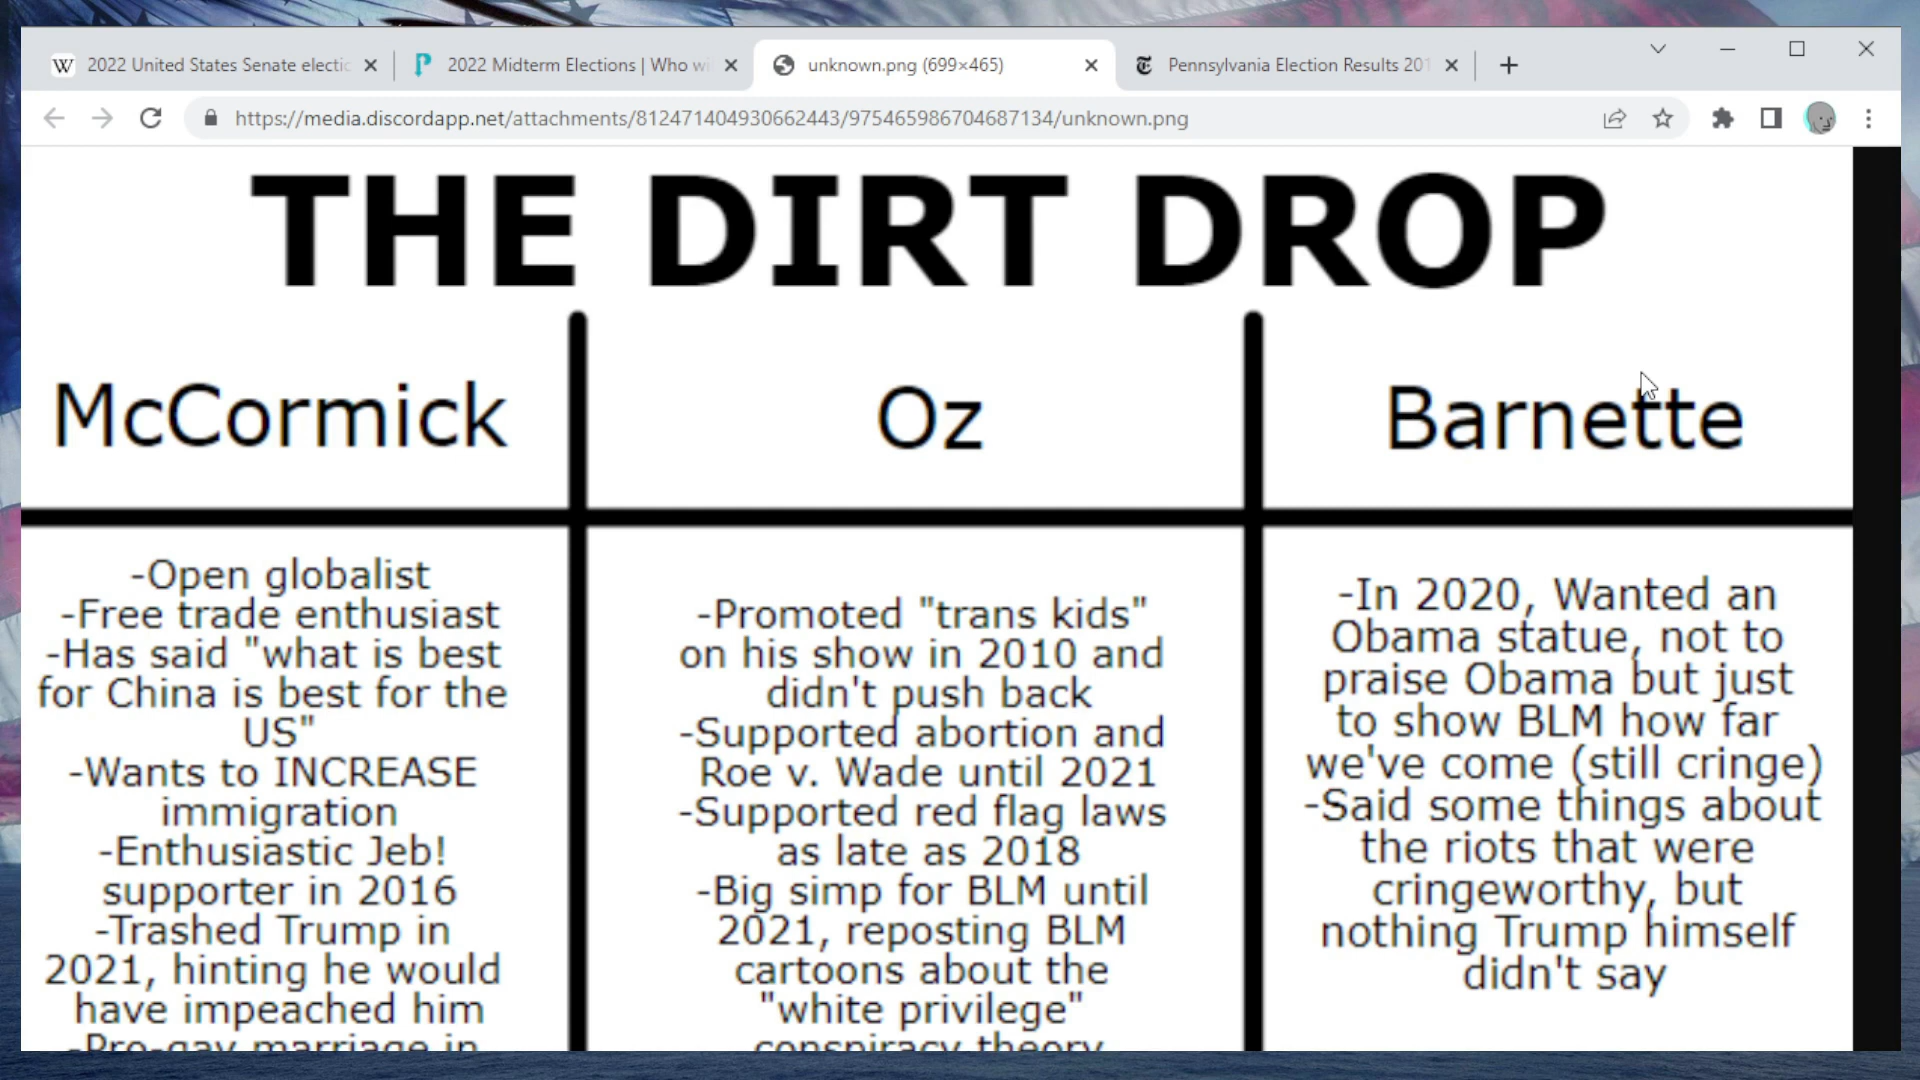 2022 United States Senate electic
2022 Midterm Elections | Who wi
unknown.png (699×465)
Pennsylvania Election Results 201
https://media.discordapp.net/attachments/812471404930662443/975465986704687134/unknown.png
THE DIRT DROP
McCormick
-Open globalist
-Free trade enthusiast
-Has said "what is best
for China is best for the
US"
-Wants to INCREASE
immigration
-Enthusiastic Jeb!
supporter in 2016
-Trashed Trump in
2021, hinting he would
have impeached him
-Pro-gay marriage in
Oz
-Promoted "trans kids"
on his show in 2010 and
didn't push back
-Supported abortion and
Roe v. Wade until 2021
-Supported red flag laws
as late as 2018
-Big simp for BLM until
2021, reposting BLM
cartoons about the
"white privilege"
conspiracy theory
Barnette
-In 2020, Wanted an
Obama statue, not to
praise Obama but just
to show BLM how far
we've come (still cringe)
-Said some things about
the riots that were
cringeworthy, but
nothing Trump himself
didn't say